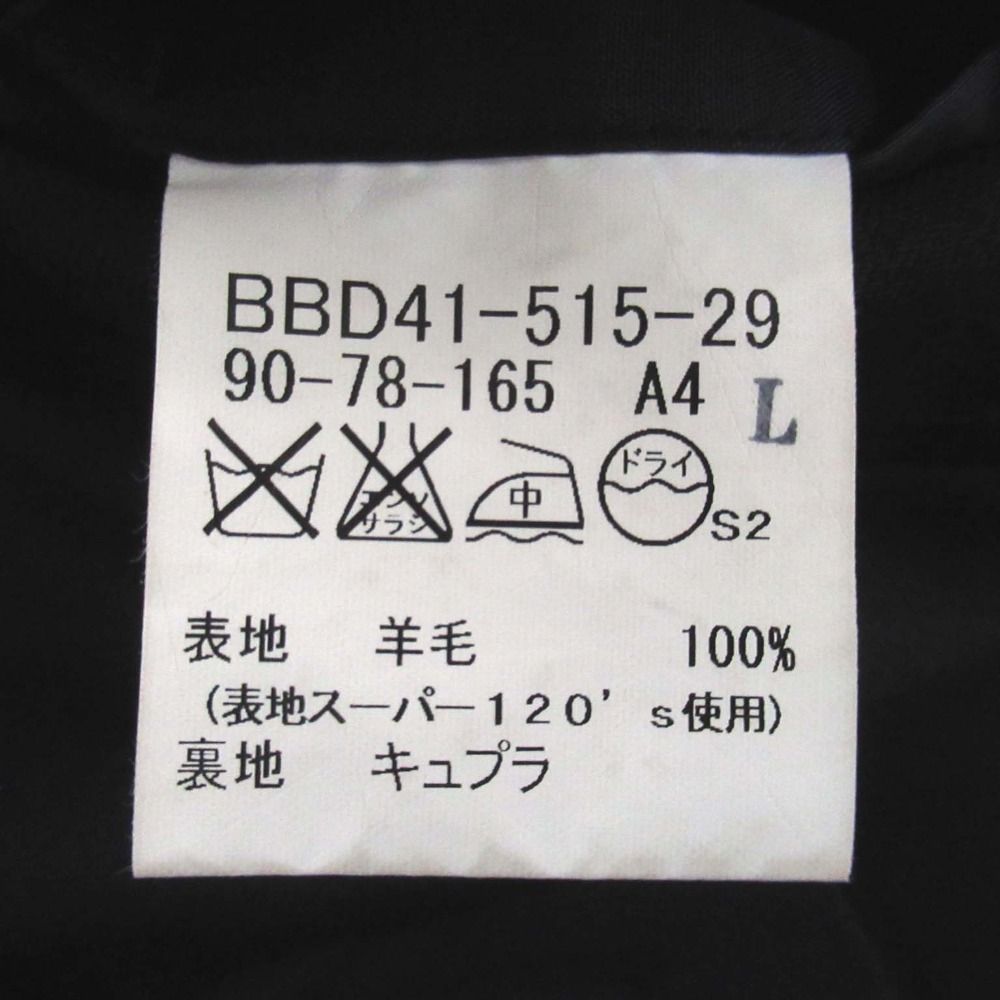 BBD41-515-29
90-78-165 A4 L
エンソサラシ 中 ドライ S2
表地 羊毛 100%
(表地スーパー120's使用)
裏地 キュプラ